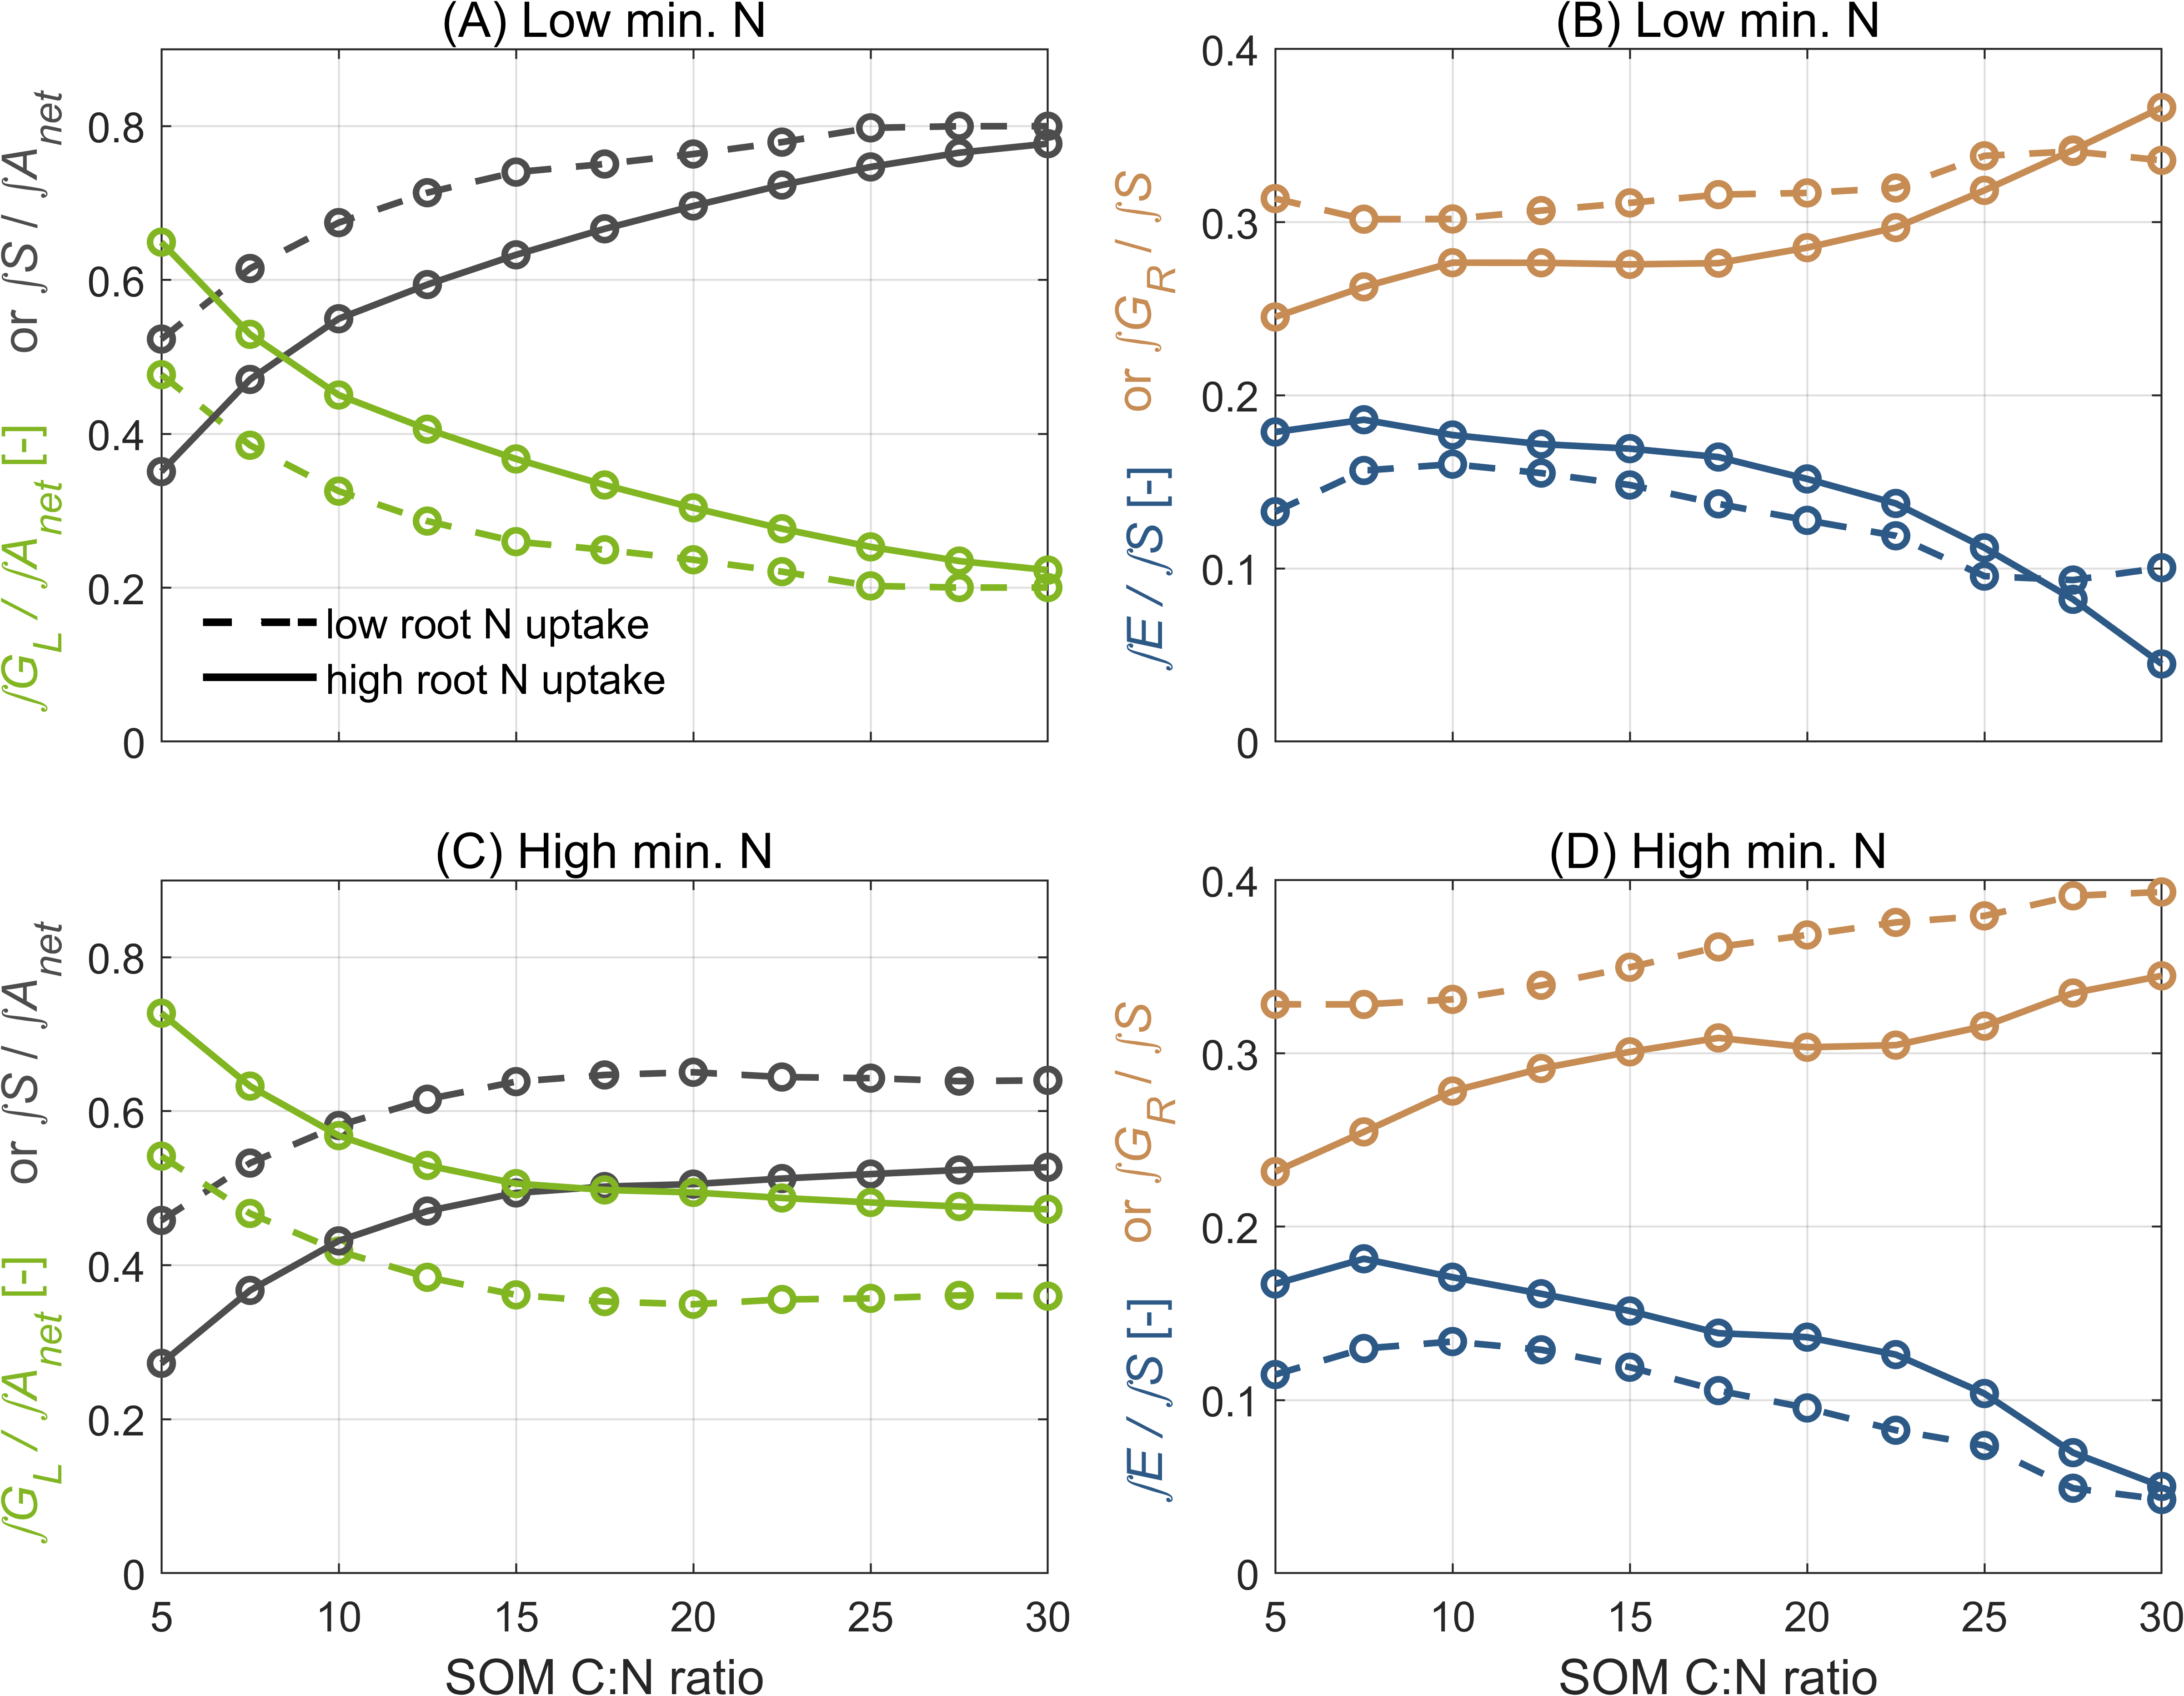 (A) Low min. N
∫G_L / ∫A_net [-] or ∫S / ∫A_net
0.8
0.6
0.4
0.2
0
low root N uptake
high root N uptake
(B) Low min. N
∫E / ∫S [-] or ∫G_R / ∫S
0.4
0.3
0.2
0.1
0
(C) High min. N
∫G_L / ∫A_net [-] or ∫S / ∫A_net
0.8
0.6
0.4
0.2
0
5 10 15 20 25 30
SOM C:N ratio
(D) High min. N
∫E / ∫S [-] or ∫G_R / ∫S
0.4
0.3
0.2
0.1
0
5 10 15 20 25 30
SOM C:N ratio